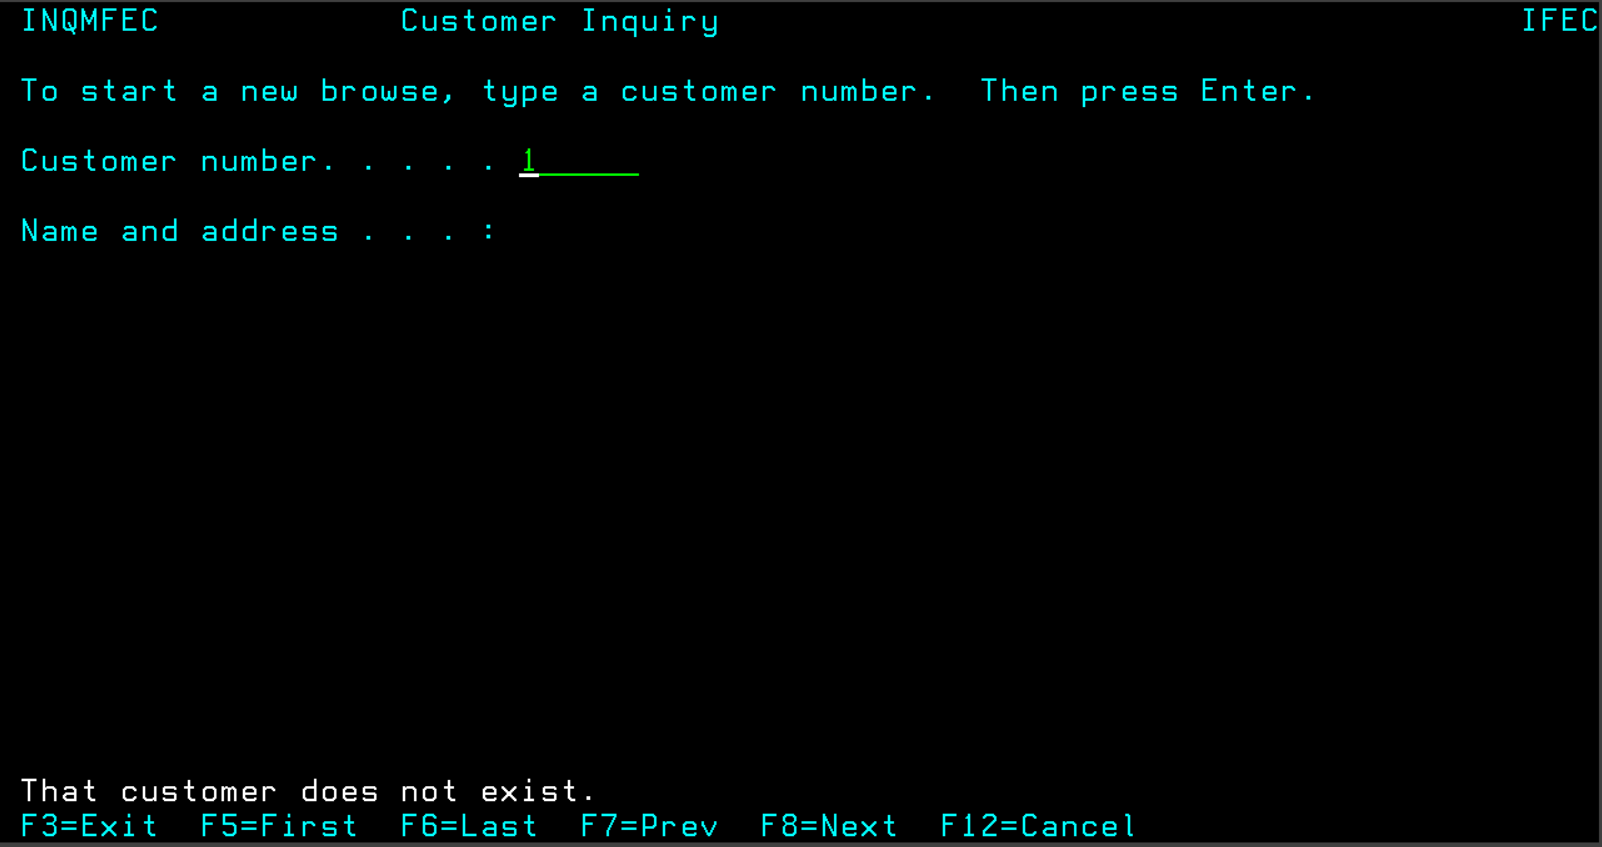 INQMFEC Customer Inquiry IFEC
To start a new browse, type a customer number. Then press Enter.
Customer number. . . . . 1
Name and address . . . :
That customer does not exist.
F3=Exit F5=First F6=Last F7=Prev F8=Next F12=Cancel